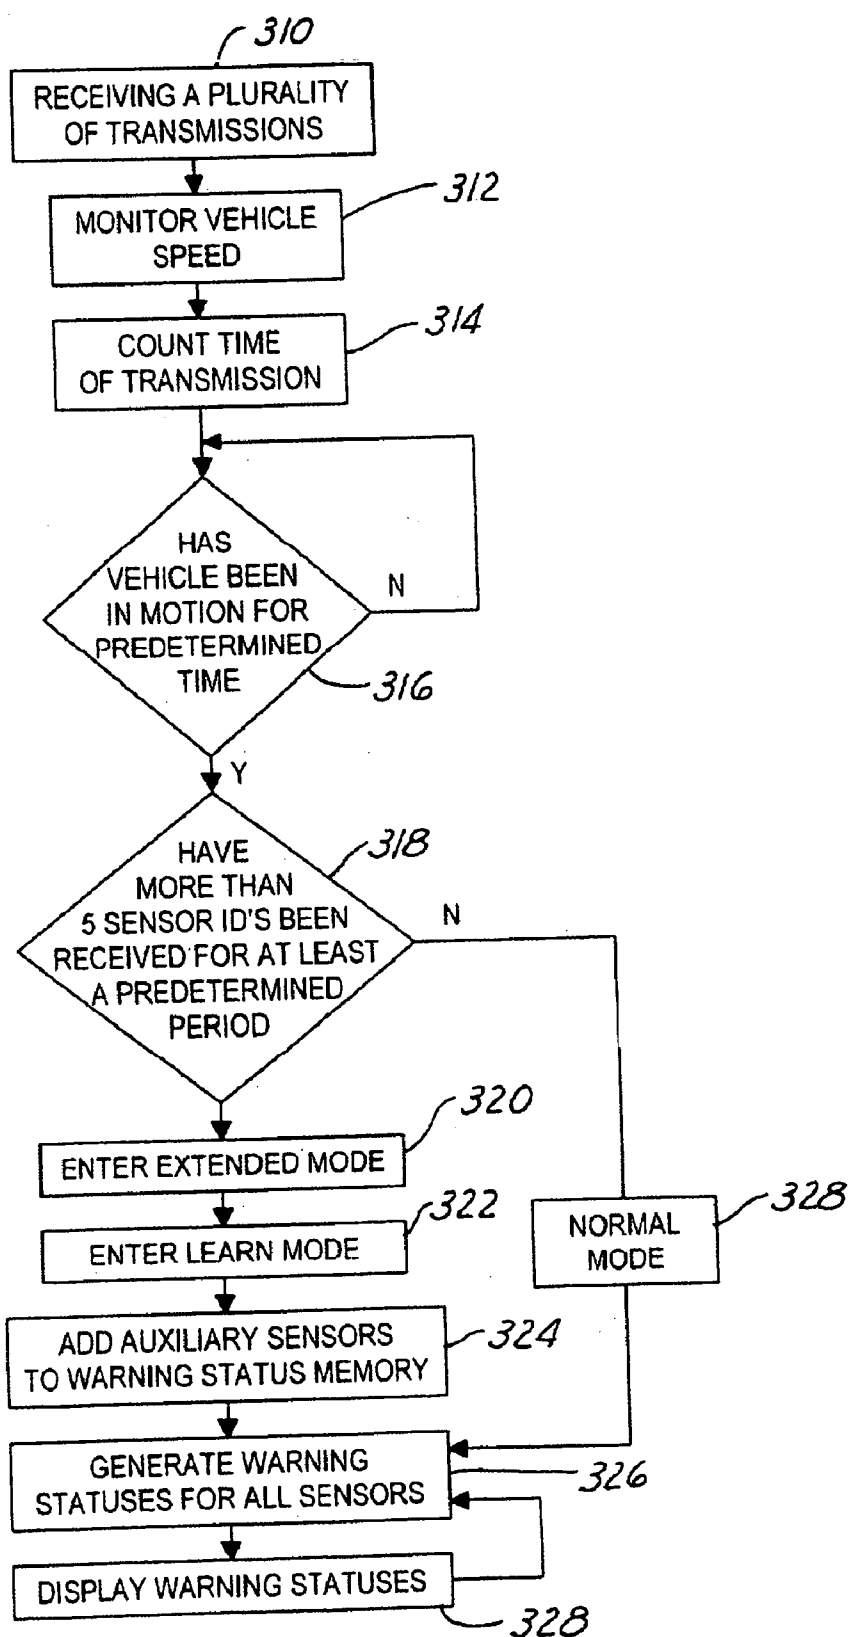 310
RECEIVING A PLURALITY
OF TRANSMISSIONS
312
MONITOR VEHICLE
SPEED
314
COUNT TIME
OF TRANSMISSION
HAS
VEHICLE BEEN
IN MOTION FOR
PREDETERMINED
TIME
N
316
Y
318
HAVE
MORE THAN
5 SENSOR ID'S BEEN
RECEIVED FOR AT LEAST
A PREDETERMINED
PERIOD
N
320
ENTER EXTENDED MODE
322
ENTER LEARN MODE
328
NORMAL
MODE
ADD AUXILIARY SENSORS
TO WARNING STATUS MEMORY
324
GENERATE WARNING
STATUSES FOR ALL SENSORS
326
DISPLAY WARNING STATUSES
328